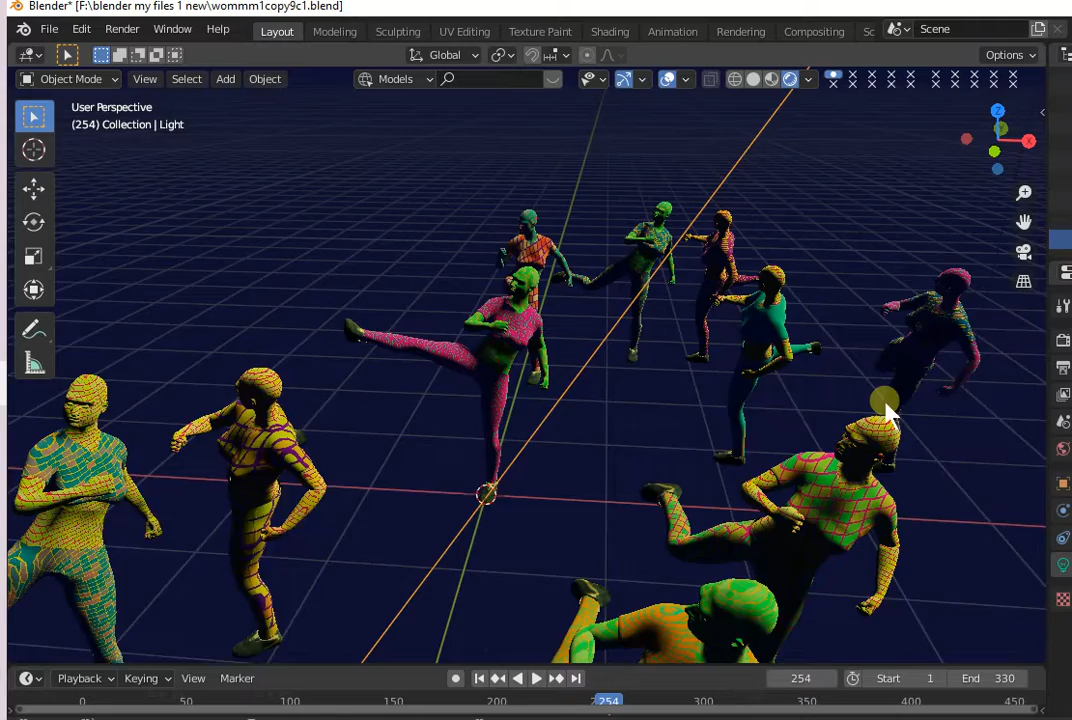 Blender* [F:\blender my files 1 new\wommm1copy9c1.blend]
File Edit Render Window Help Layout Modeling Sculpting UV Editing Texture Paint Shading Animation Rendering Compositing Sc Scene
Global Options
Object Mode View Select Add Object Models
User Perspective
(254) Collection | Light
Z
Y
X
Playback Keying View Marker 254 Start 1 End 330
0 50 100 150 200 254 300 350 400 450